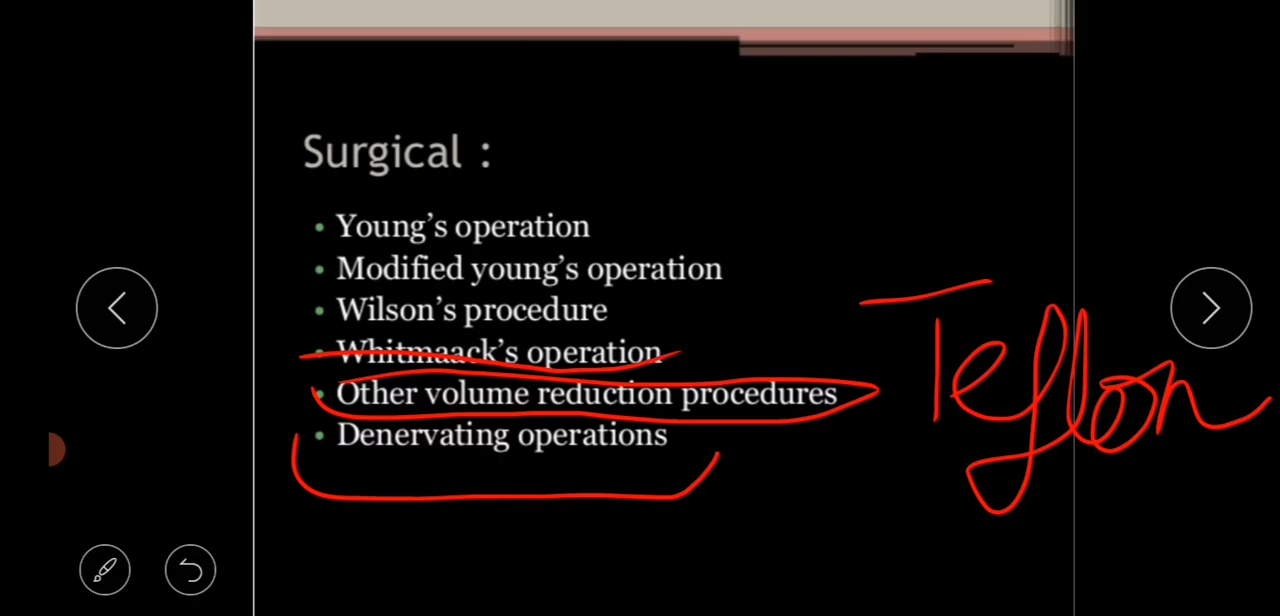 Surgical :
• Young's operation
• Modified young's operation
• Wilson's procedure
• Whitmaack's operation
• Other volume reduction procedures
• Denervating operations
Teflon